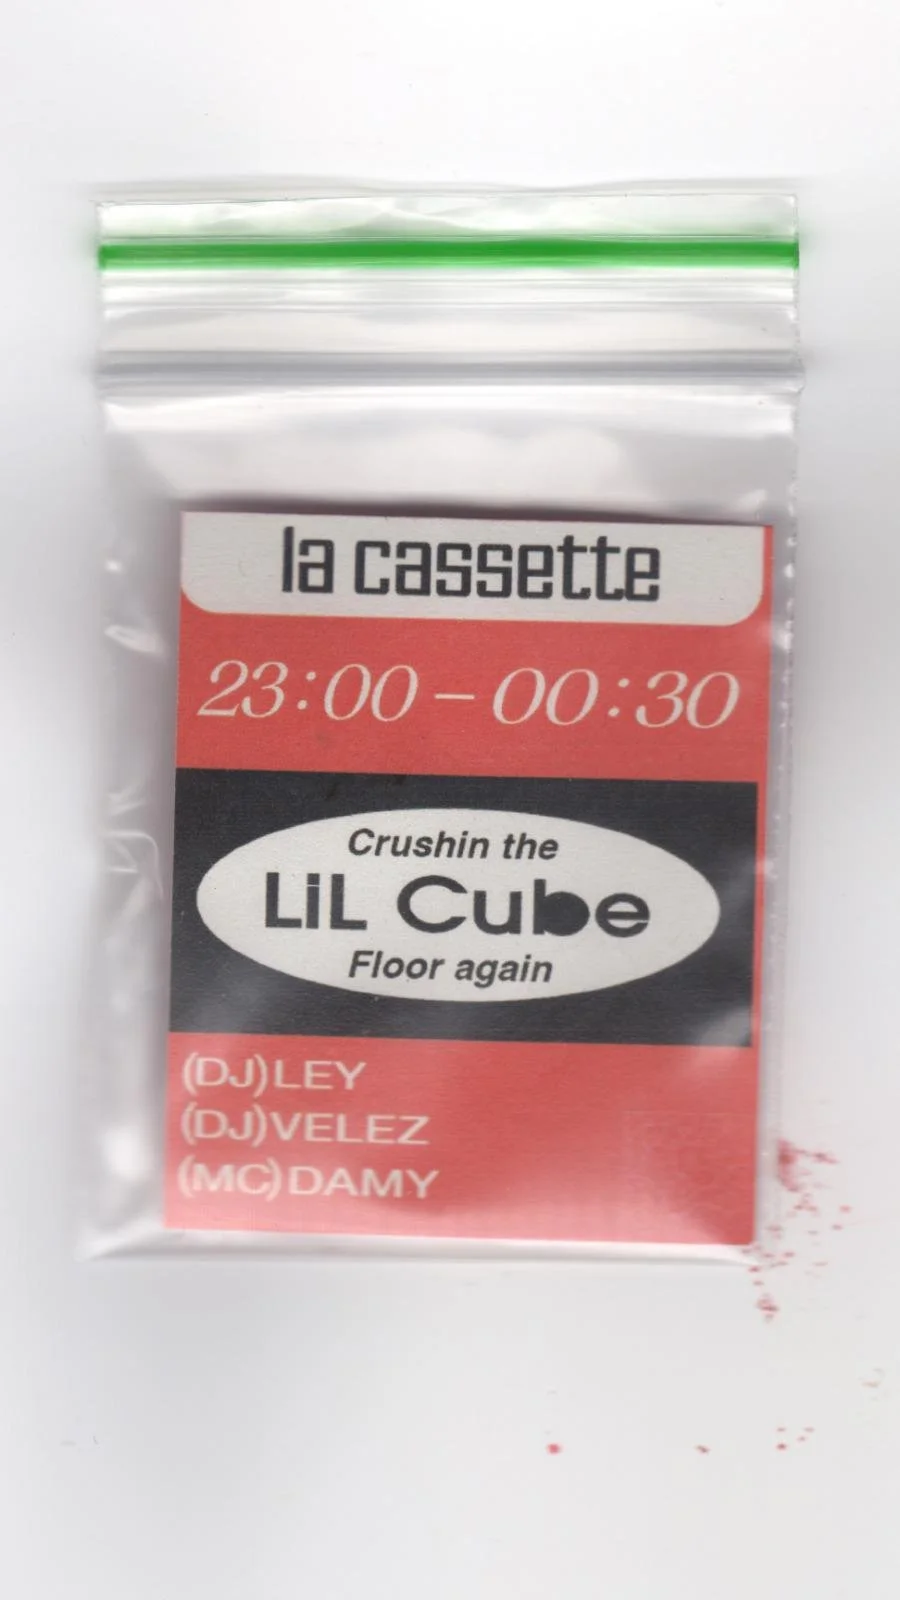 la cassette
23:00 – 00:30
Crushin the
LiL Cube
Floor again
(DJ)LEY
(DJ)VELEZ
(MC)DAMY